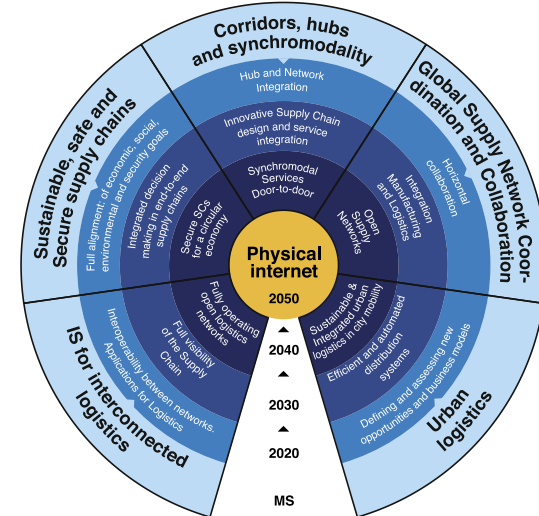 Corridors, hubs
and synchromodality
Hub and Network
Integration
Innovative Supply Chain
design and service
integration
Synchromodal
Services
Door-to-door
Global Supply Network Coor-
dination and Collaboration
Horizontal
collaboration
Integration
Manufacturing
and Logistics
Open
Supply
Networks
Urban
logistics
Defining and assessing new
opportunities and business models
Efficient and automated
distribution
systems
Sustainable &
Integrated urban
logistics in city mobility
IS for interconnected
logistics
Interoperability between networks.
Applications for Logistics
Full visibility
of the Supply
Chain
Fully operating
open logistics
networks
Sustainable, safe and
Secure supply chains
Full alignment: of economic, social,
environmental and security goals
Integrated decision
making in end-to-end
supply chains
Secure SCs
for a circular
economy
Physical
internet
2050
2040
2030
2020
MS